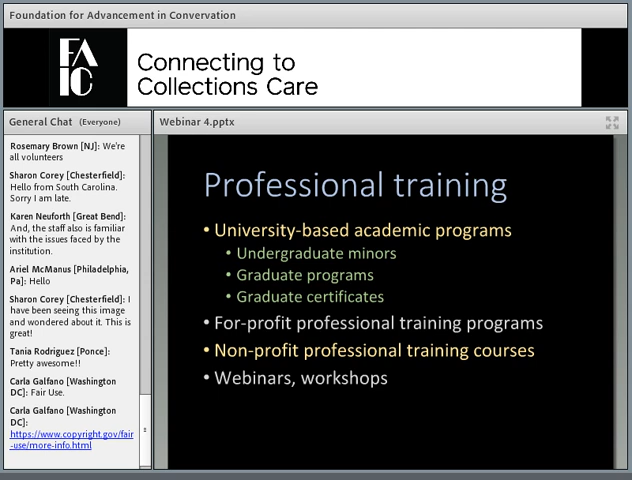 Foundation for Advancement in Convervation
FA
IC
Connecting to
Collections Care
General Chat (Everyone)
Rosemary Brown [NJ]: We're
all volunteers
Sharon Corey [Chesterfield]:
Hello from South Carolina.
Sorry I am late.
Karen Neuforth [Great Bend]:
And, the staff also is familiar
with the issues faced by the
institution.
Ariel McManus [Philadelphia,
Pa]: Hello
Sharon Corey [Chesterfield]: I
have been seeing this image
and wondered about it. This is
great!
Tania Rodriguez [Ponce]:
Pretty awesome!!
Carla Galfano [Washington
DC]: Fair Use.
Carla Galfano [Washington
DC]:
https://www.copyright.gov/fair
-use/more-info.html
Webinar 4.pptx
Professional training
• University-based academic programs
• Undergraduate minors
• Graduate programs
• Graduate certificates
• For-profit professional training programs
• Non-profit professional training courses
• Webinars, workshops